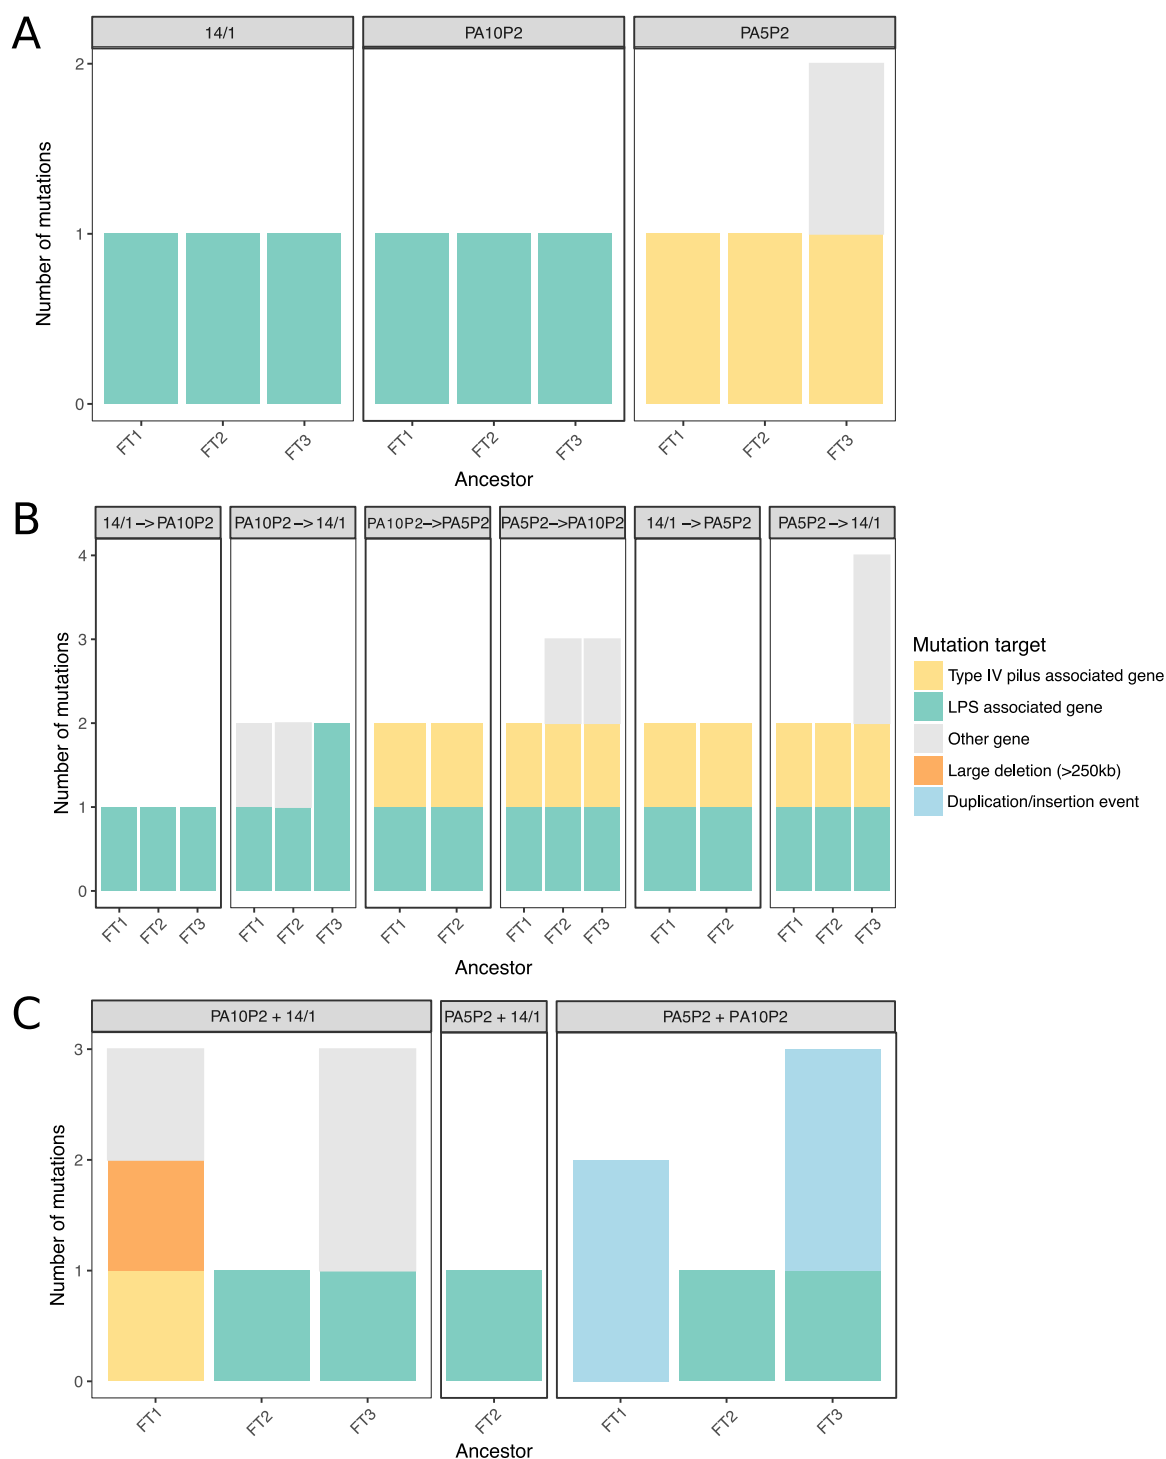 A
14/1
PA10P2
PA5P2
Number of mutations
2
1
0
FT1
FT2
FT3
FT1
FT2
FT3
FT1
FT2
FT3
Ancestor
B
14/1–>PA10P2
PA10P2–>14/1
PA10P2–>PA5P2
PA5P2–>PA10P2
14/1–>PA5P2
PA5P2–>14/1
Number of mutations
4
3
2
1
0
FT1
FT2
FT3
FT1
FT2
FT3
FT1
FT2
FT1
FT2
FT3
FT1
FT2
FT1
FT2
FT3
Ancestor
Mutation target
Type IV pilus associated gene
LPS associated gene
Other gene
Large deletion (>250kb)
Duplication/insertion event
C
PA10P2 + 14/1
PA5P2 + 14/1
PA5P2 + PA10P2
Number of mutations
3
2
1
0
FT1
FT2
FT3
FT2
FT1
FT2
FT3
Ancestor